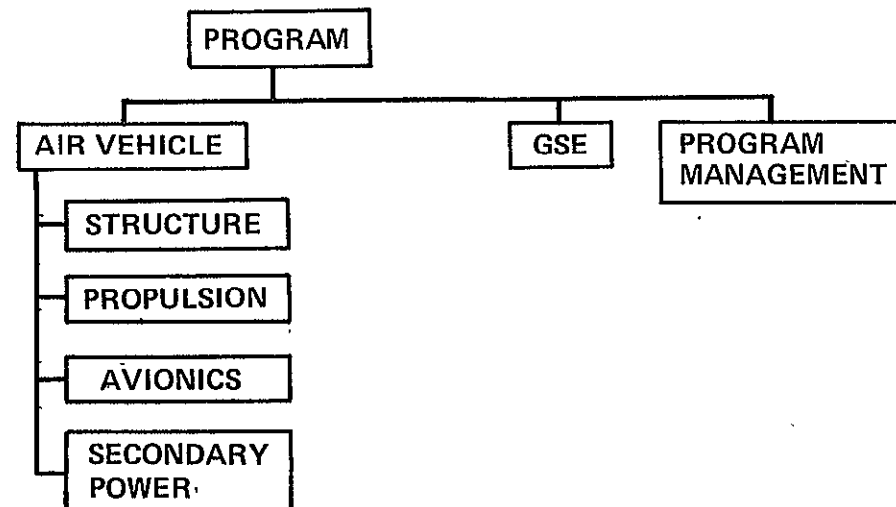 PROGRAM
AIR VEHICLE
GSE
PROGRAM
MANAGEMENT
STRUCTURE
PROPULSION
AVIONICS
SECONDARY
POWER